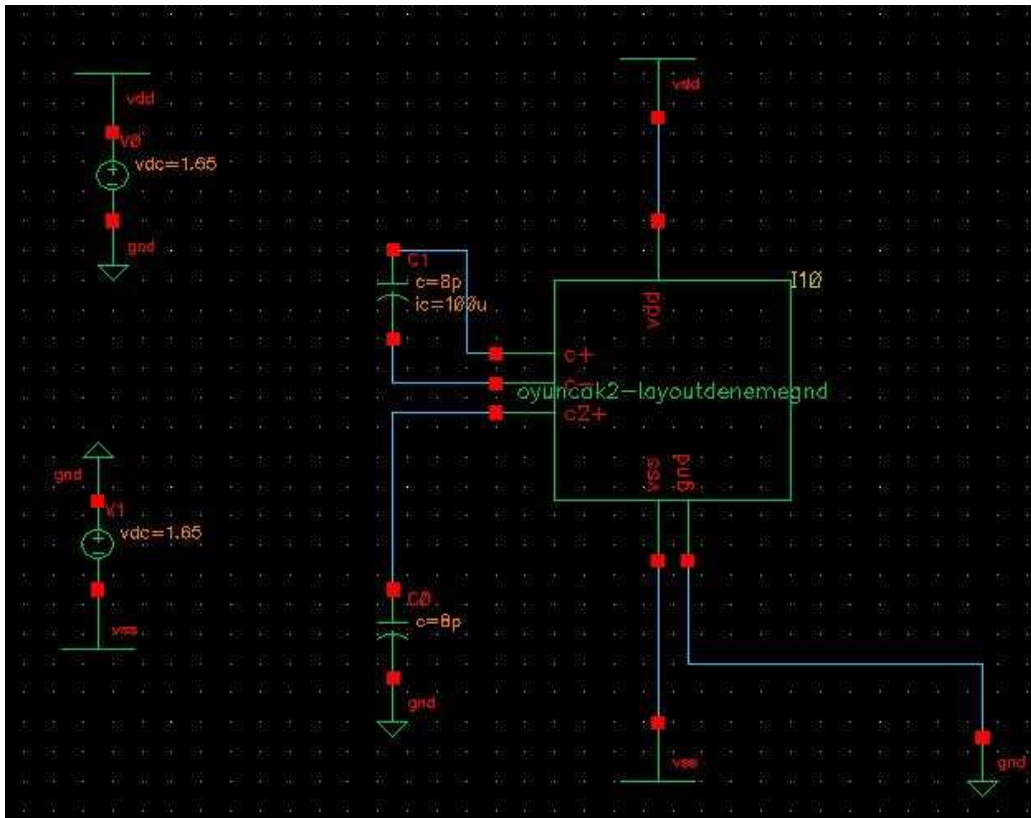 vdd
V0
vdc=1.65
gnd
vdd
C1
c=8p
ic=100u
I10
vdd
c+
c-
oyuncak2-layoutdenemegnd
c2+
vss
gnd
gnd
V1
vdc=1.65
vss
C0
c=8p
gnd
vss
gnd